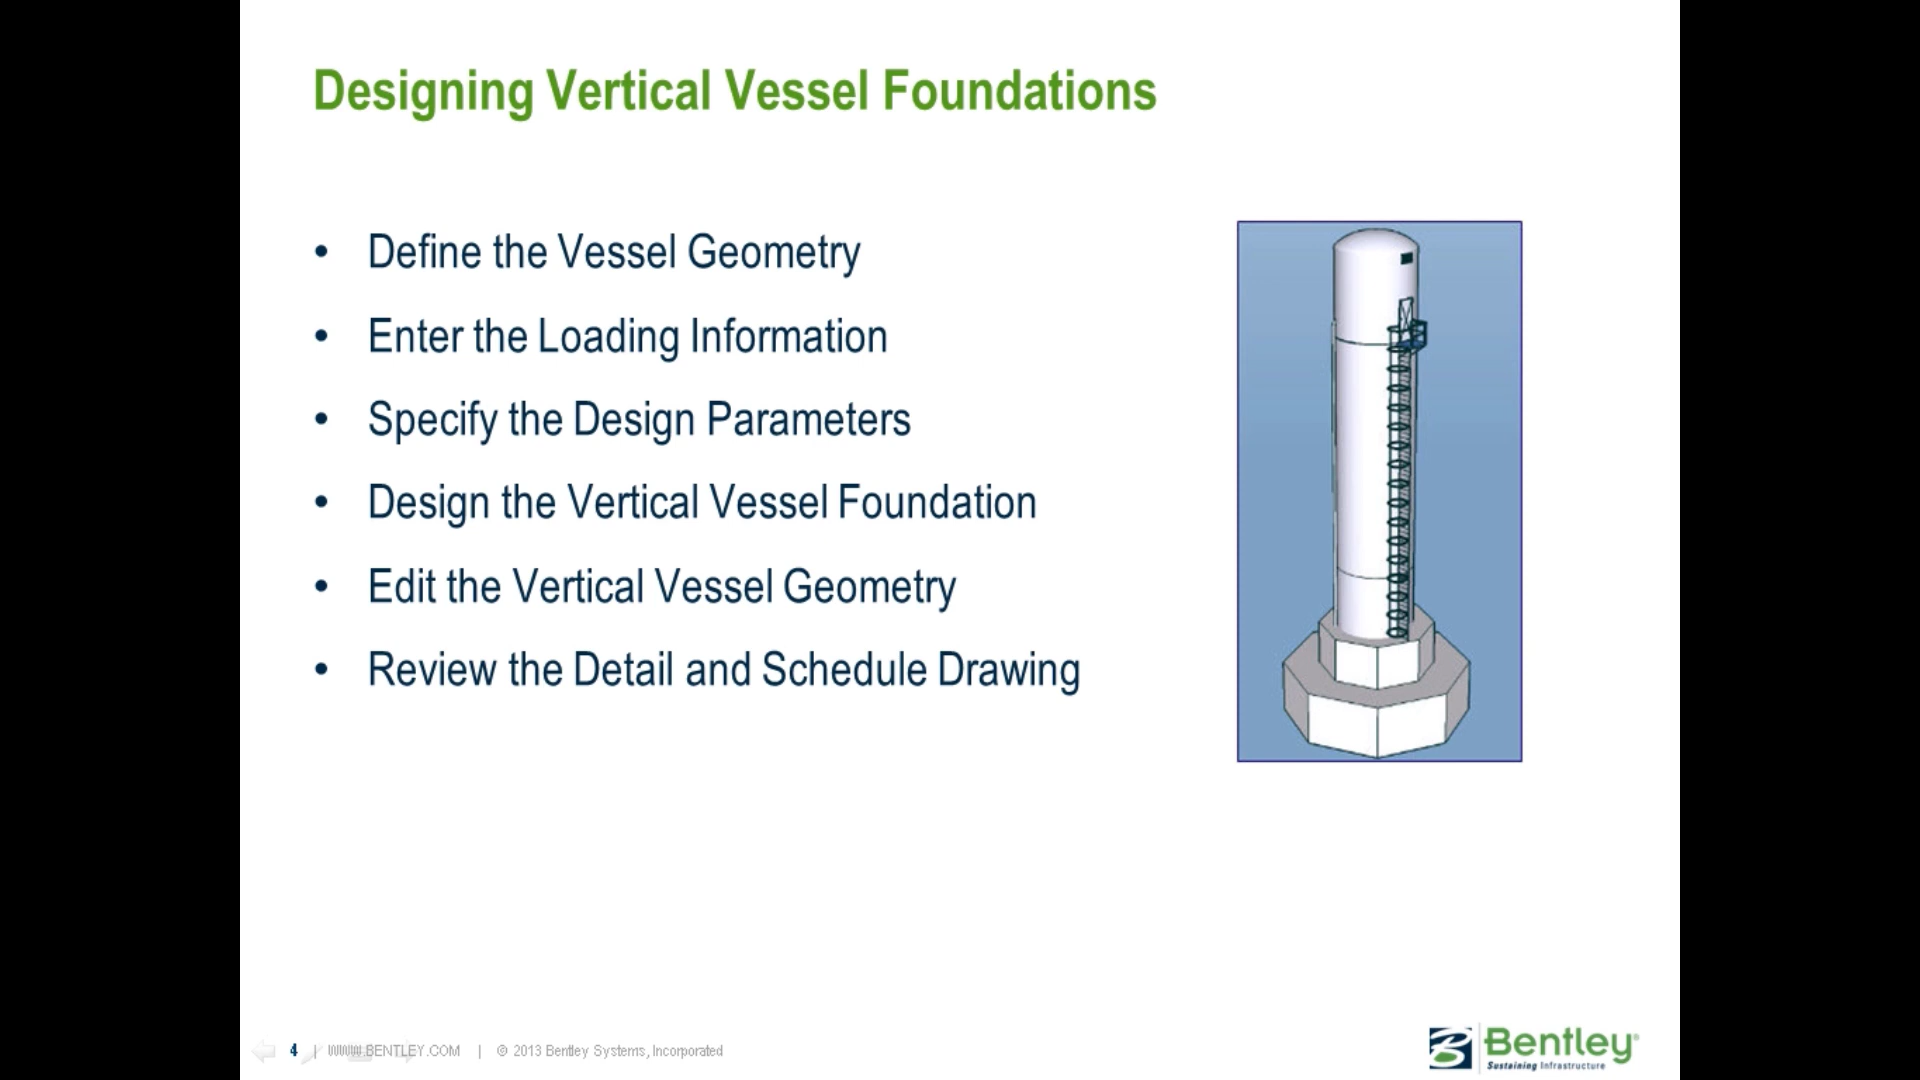 Designing Vertical Vessel Foundations
• Define the Vessel Geometry
• Enter the Loading Information
• Specify the Design Parameters
• Design the Vertical Vessel Foundation
• Edit the Vertical Vessel Geometry
• Review the Detail and Schedule Drawing
4 | WWW.BENTLEY.COM | © 2013 Bentley Systems, Incorporated
Bentley®
Sustaining Infrastructure